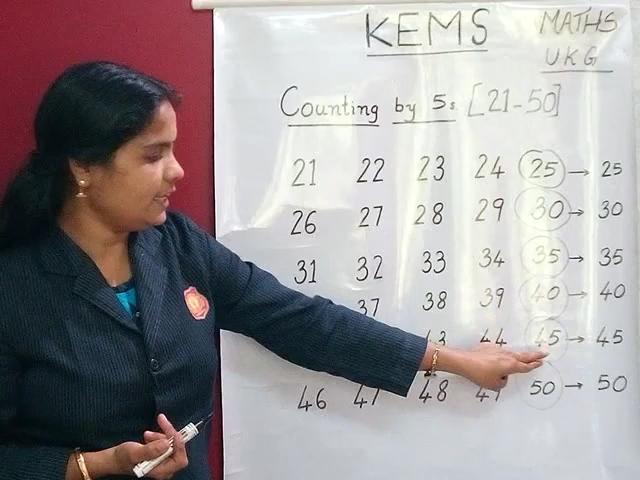 KEMS
MATHS
UKG
Counting by 5s [21-50]
21 22 23 24 25 → 25
26 27 28 29 30 → 30
31 32 33 34 35 → 35
37 38 39 40 → 40
44 45 → 45
46 47 48 50 → 50